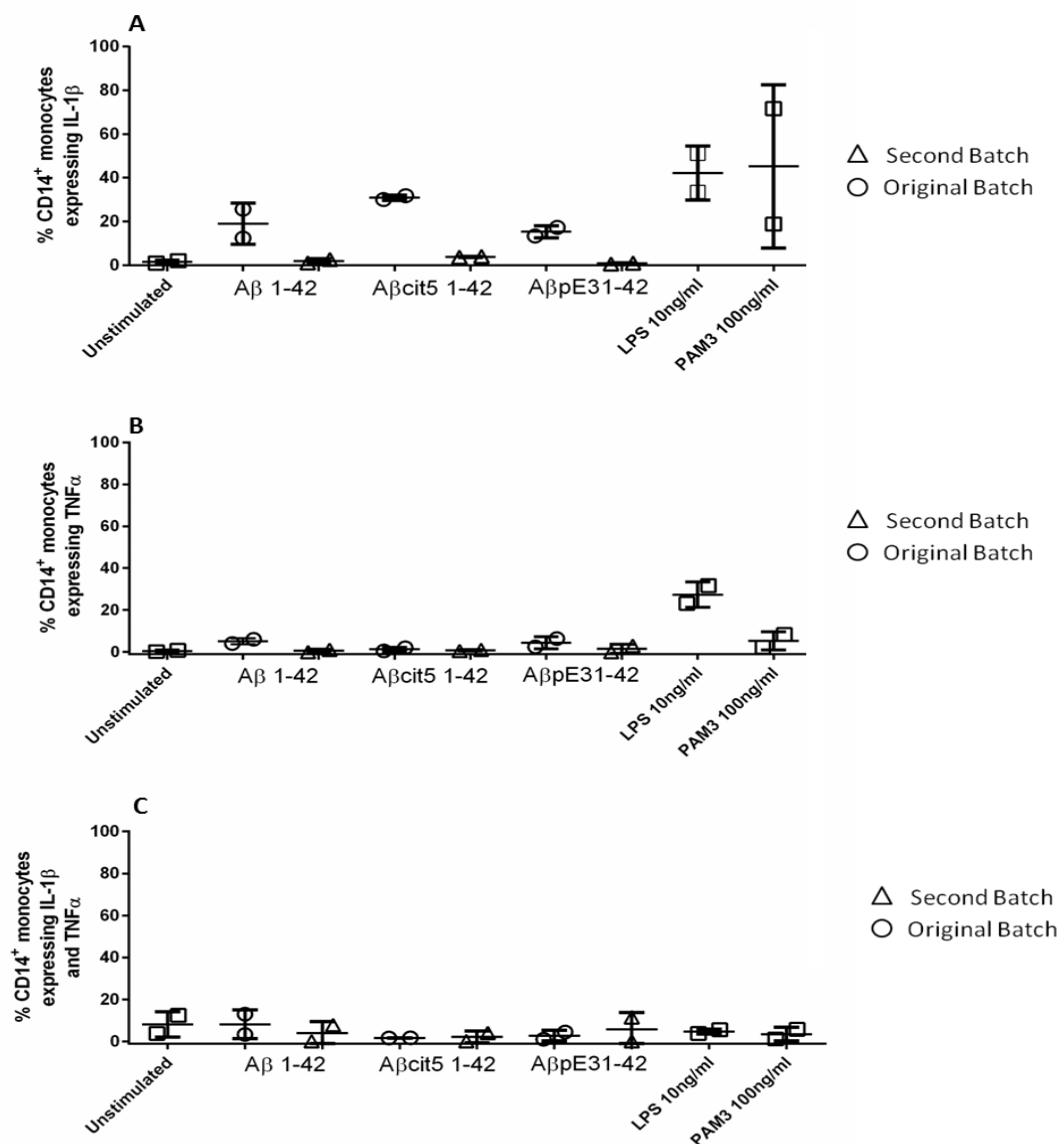 A
% CD14⁺ monocytes
expressing IL-1β
100
80
60
40
20
0
Unstimulated
Aβ 1-42
Aβcit5 1-42
AβpE31-42
LPS 10ng/ml
PAM3 100ng/ml
Second Batch
Original Batch
B
% CD14⁺ monocytes
expressing TNFα
100
80
60
40
20
0
Unstimulated
Aβ 1-42
Aβcit5 1-42
AβpE31-42
LPS 10ng/ml
PAM3 100ng/ml
Second Batch
Original Batch
C
% CD14⁺ monocytes
expressing IL-1β
and TNFα
100
80
60
40
20
0
Unstimulated
Aβ 1-42
Aβcit5 1-42
AβpE31-42
LPS 10ng/ml
PAM3 100ng/ml
Second Batch
Original Batch